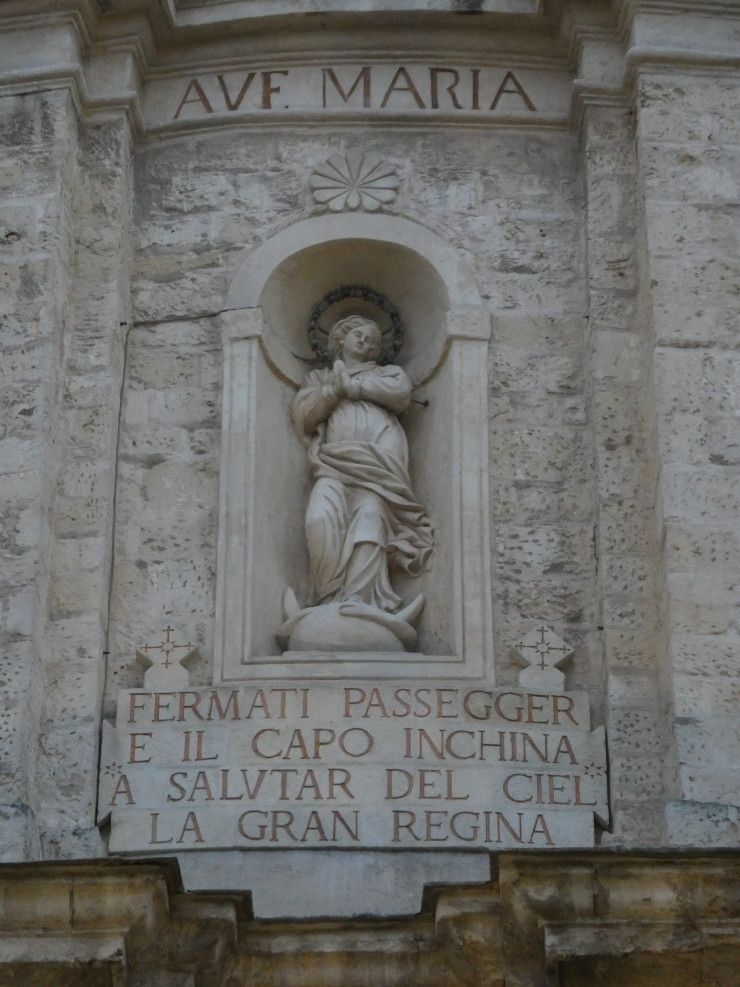 AVE MARIA
FERMATI PASSEGGER
E IL CAPO INCHINA
A SALVTAR DEL CIEL
LA GRAN REGINA